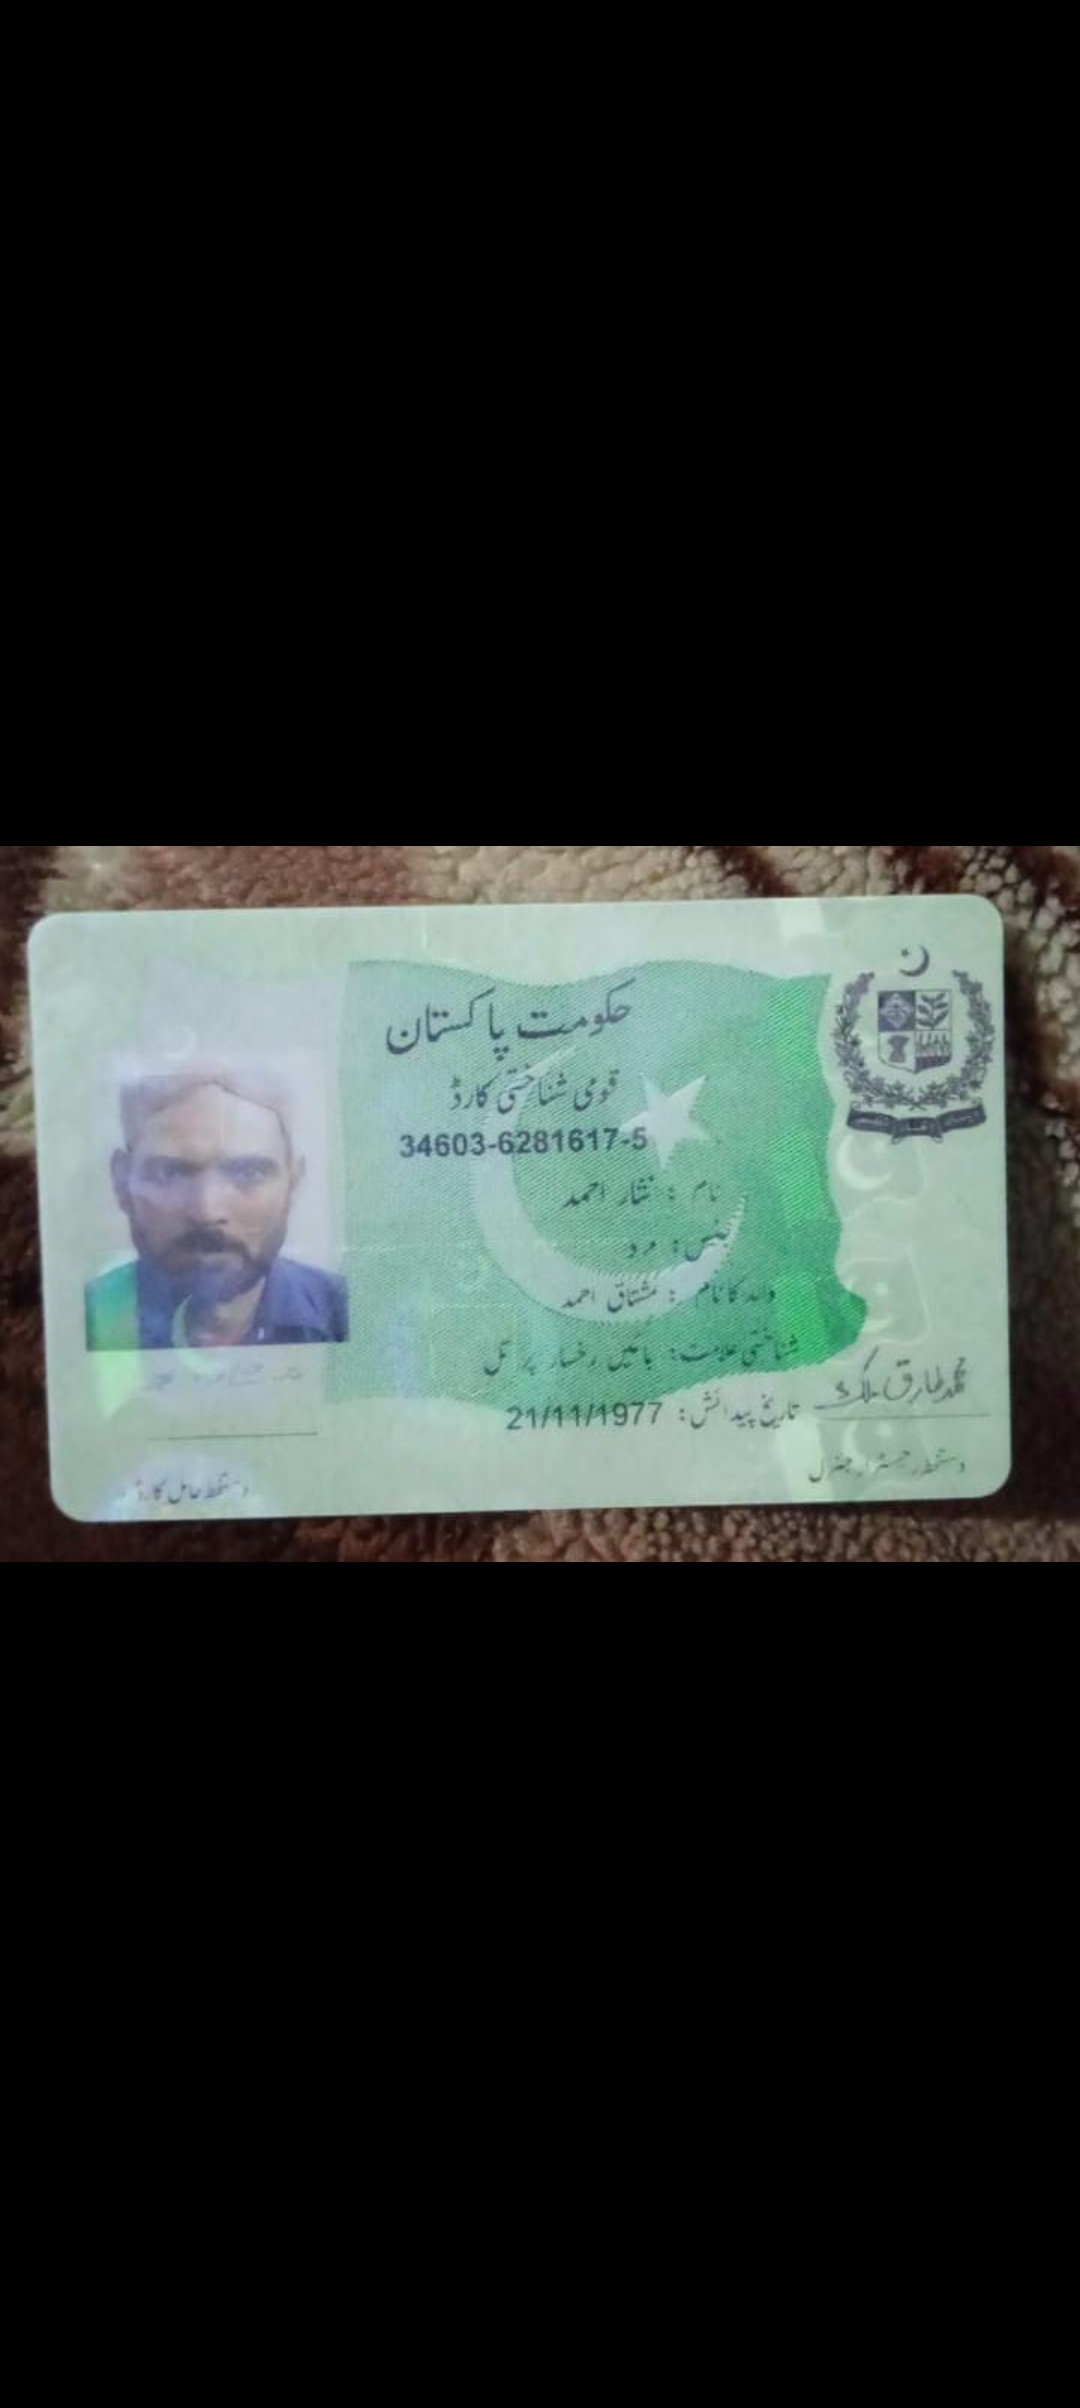 حکومت پاکستان
قومی شناختی کارڈ
34603-6281617-5
نام : نثار احمد
جنس : مرد
والد کا نام : مشتاق احمد
شناختی علامت : بائیں رخسار پر تل
تاریخ پیدائش : 21/11/1977
محمد طارق ملک
دستخط رجسٹرار جنرل
دستخط حامل کارڈ